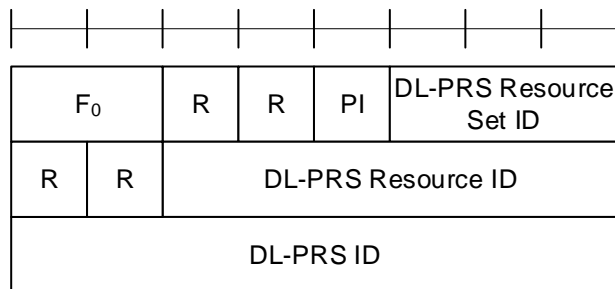 F₀ R R PI DL-PRS Resource
Set ID
R R DL-PRS Resource ID
DL-PRS ID